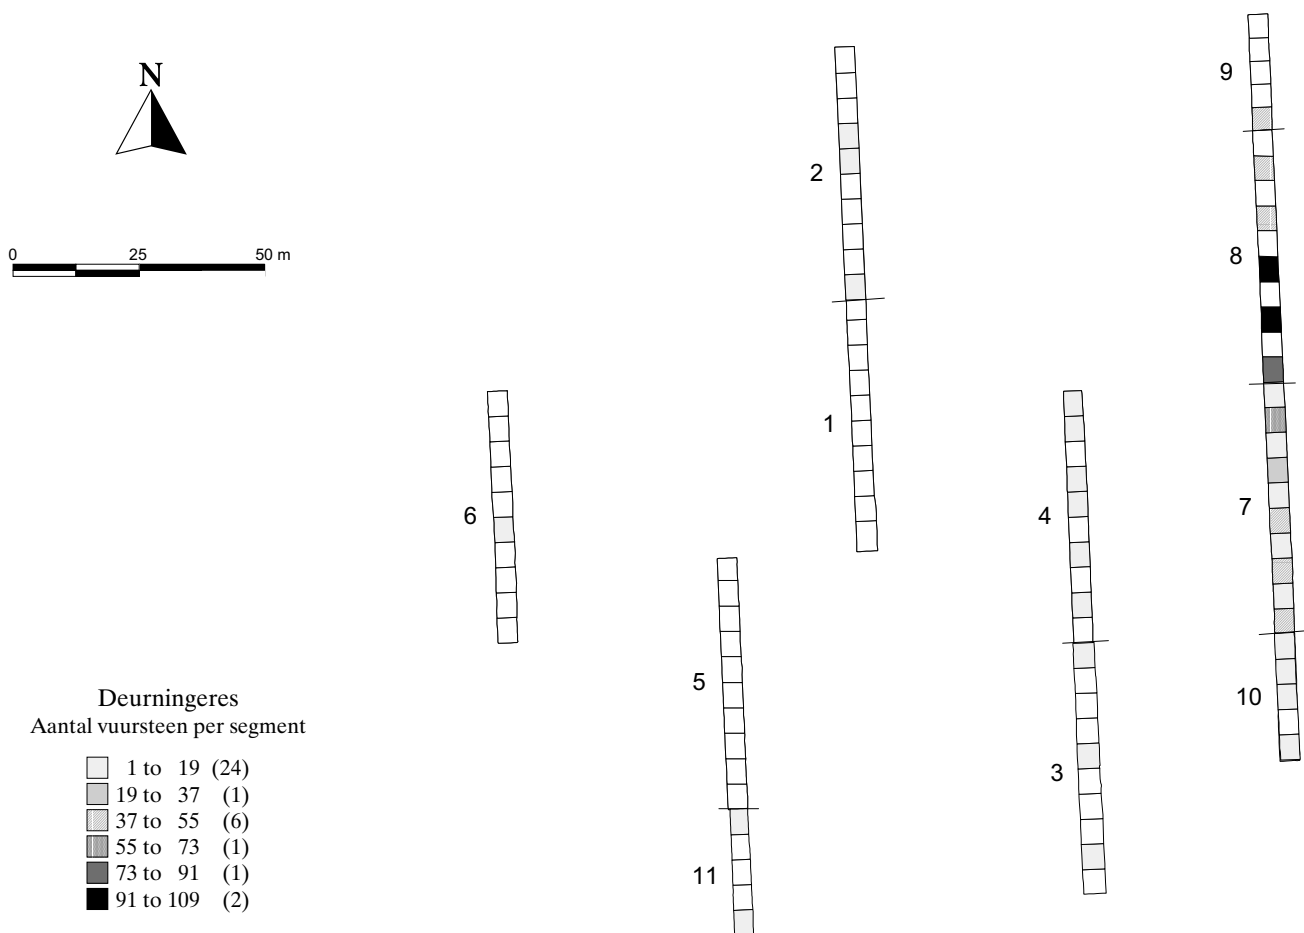 N
0 25 50 m
9
2
8
1
6
4
7
5
10
3
11
Deurningeres
Aantal vuursteen per segment
1 to 19 (24)
19 to 37 (1)
37 to 55 (6)
55 to 73 (1)
73 to 91 (1)
91 to 109 (2)